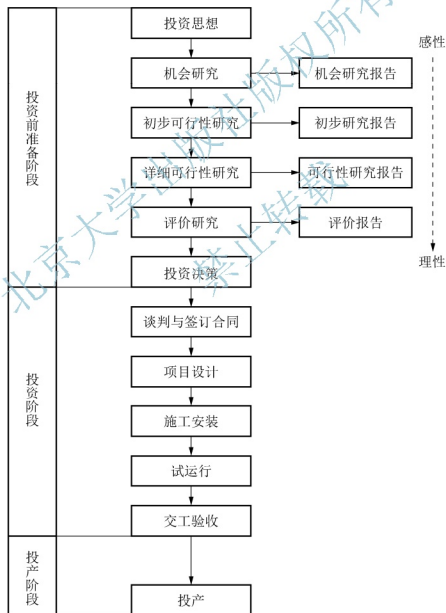 投资思想
感性
机会研究
机会研究报告
初步可行性研究
初步研究报告
投资前准备阶段
详细可行性研究
可行性研究报告
评价研究
评价报告
理性
投资决策
谈判与签订合同
项目设计
投资阶段
施工安装
试运行
交工验收
投产阶段
投产
北京大学出版社版权所有
禁止转载